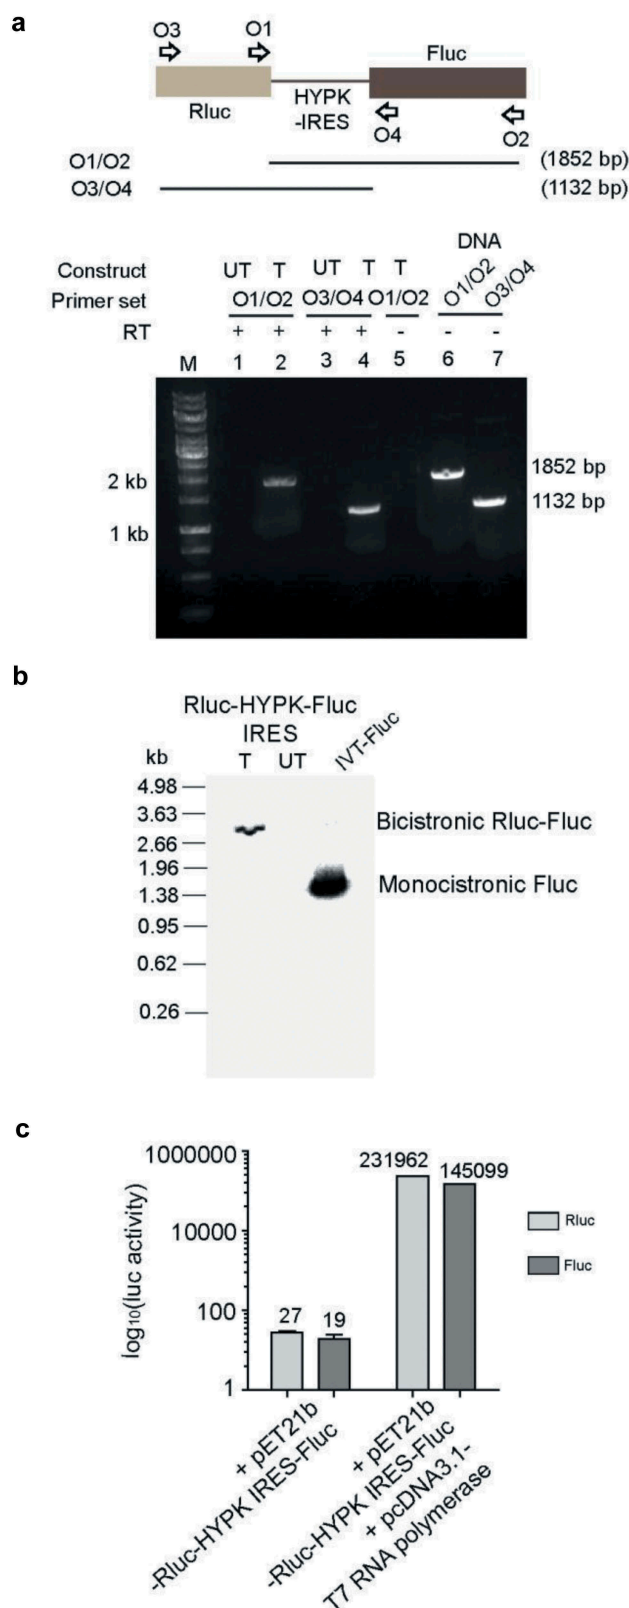 a
O3 O1
Fluc
Rluc
HYPK
-IRES
O4
O2
O1/O2 (1852 bp)
O3/O4 (1132 bp)
DNA
Construct UT T UT T T
Primer set O1/O2 O3/O4 O1/O2 O1/O2 O3/O4
RT + + + + - - -
M 1 2 3 4 5 6 7
1852 bp
2 kb
1132 bp
1 kb
b
Rluc-HYPK-Fluc
IRES
kb T UT IVT-Fluc
4.98
3.63
Bicistronic Rluc-Fluc
2.66
1.96
Monocistronic Fluc
1.38
0.95
0.62
0.26
c
log10(luc activity)
1000000
231962 145099
10000
Rluc
Fluc
100
27 19
1
+ pET21b
-Rluc-HYPK IRES-Fluc
+ pET21b
-Rluc-HYPK IRES-Fluc
+ pcDNA3.1-
T7 RNA polymerase